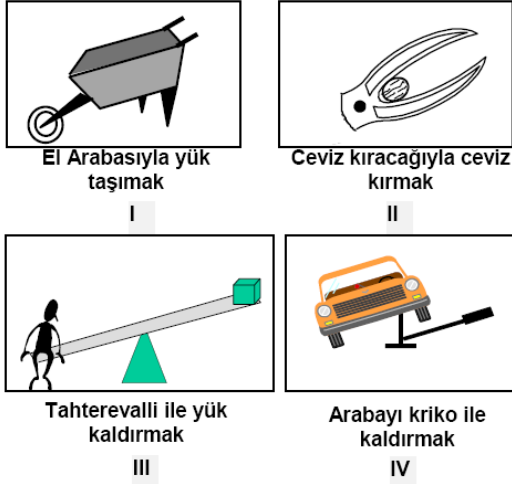 El Arabasıyla yük
taşımak
I
Ceviz kıracağıyla ceviz
kırmak
II
Tahterevalli ile yük
kaldırmak
III
Arabayı kriko ile
kaldırmak
IV